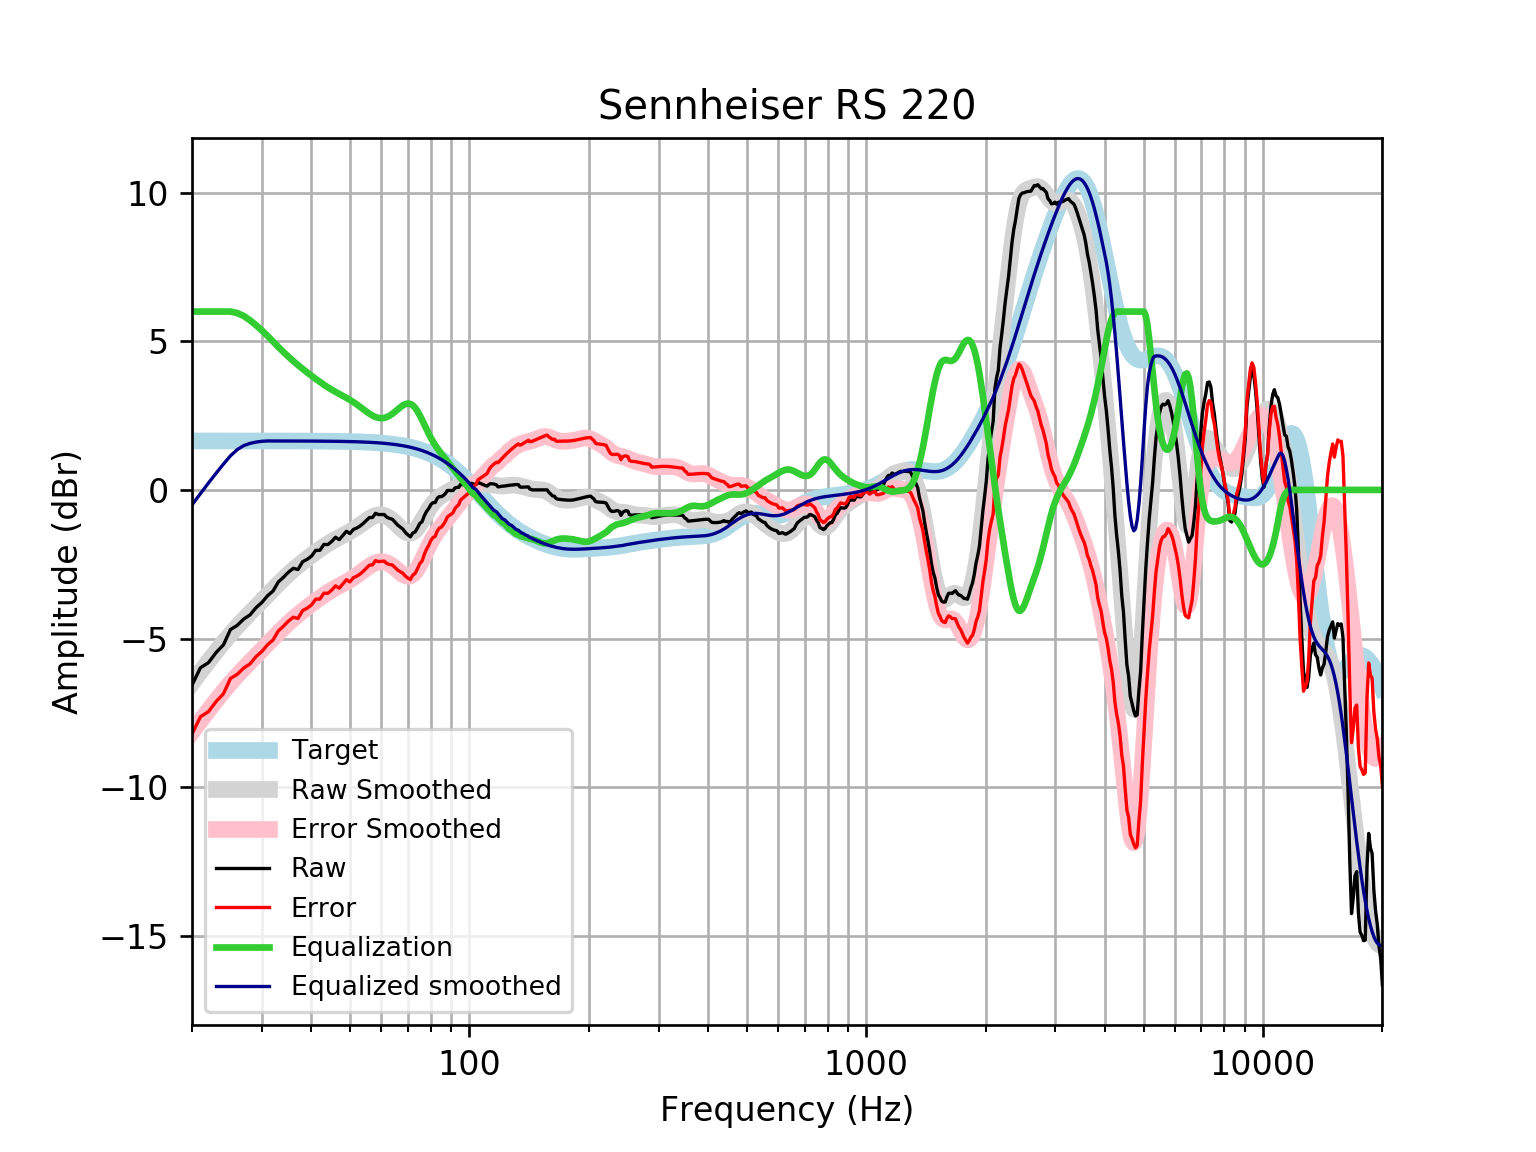 Sennheiser RS 220
Amplitude (dBr)
10
5
0
−5
−10
−15
Target
Raw Smoothed
Error Smoothed
Raw
Error
Equalization
Equalized smoothed
100
1000
10000
Frequency (Hz)